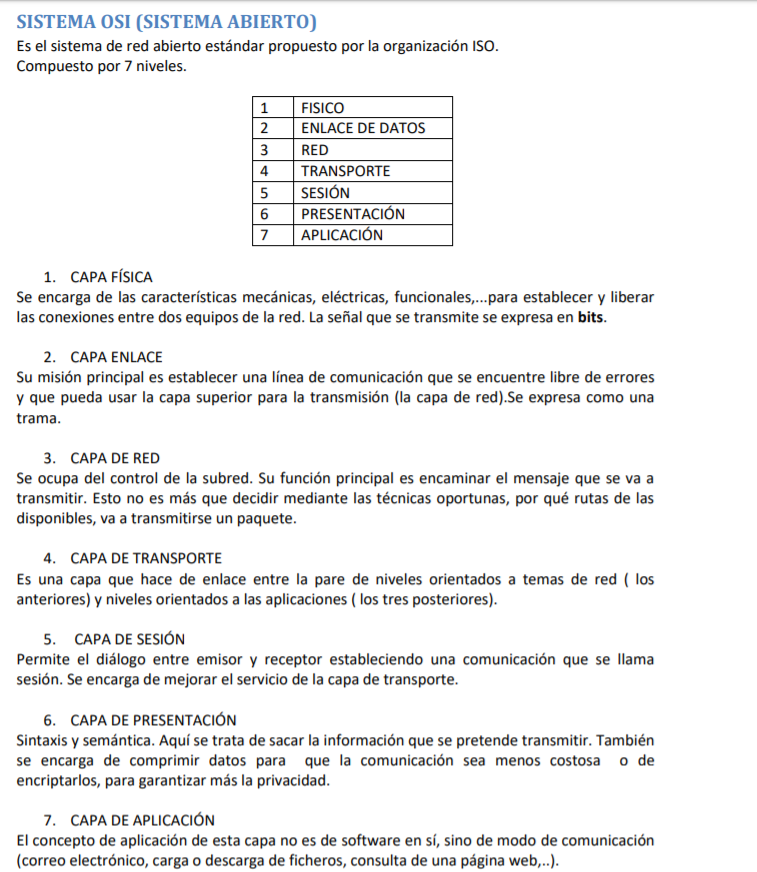 SISTEMA OSI (SISTEMA ABIERTO)
Es el sistema de red abierto estándar propuesto por la organización ISO.
Compuesto por 7 niveles.
1 FISICO
2 ENLACE DE DATOS
3 RED
4 TRANSPORTE
5 SESIÓN
6 PRESENTACIÓN
7 APLICACIÓN
1. CAPA FÍSICA
Se encarga de las características mecánicas, eléctricas, funcionales,...para establecer y liberar
las conexiones entre dos equipos de la red. La señal que se transmite se expresa en bits.
2. CAPA ENLACE
Su misión principal es establecer una línea de comunicación que se encuentre libre de errores
y que pueda usar la capa superior para la transmisión (la capa de red).Se expresa como una
trama.
3. CAPA DE RED
Se ocupa del control de la subred. Su función principal es encaminar el mensaje que se va a
transmitir. Esto no es más que decidir mediante las técnicas oportunas, por qué rutas de las
disponibles, va a transmitirse un paquete.
4. CAPA DE TRANSPORTE
Es una capa que hace de enlace entre la pare de niveles orientados a temas de red ( los
anteriores) y niveles orientados a las aplicaciones ( los tres posteriores).
5. CAPA DE SESIÓN
Permite el diálogo entre emisor y receptor estableciendo una comunicación que se llama
sesión. Se encarga de mejorar el servicio de la capa de transporte.
6. CAPA DE PRESENTACIÓN
Sintaxis y semántica. Aquí se trata de sacar la información que se pretende transmitir. También
se encarga de comprimir datos para que la comunicación sea menos costosa o de
encriptarlos, para garantizar más la privacidad.
7. CAPA DE APLICACIÓN
El concepto de aplicación de esta capa no es de software en sí, sino de modo de comunicación
(correo electrónico, carga o descarga de ficheros, consulta de una página web,..).